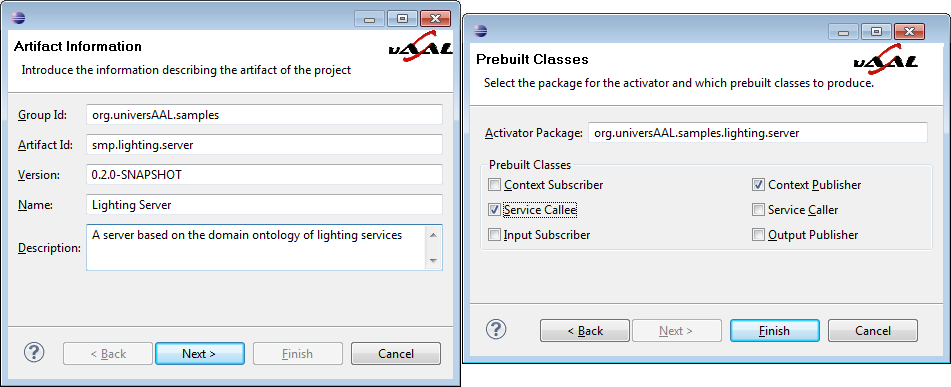 Artifact Information
Introduce the information describing the artifact of the project
uAAL
Group Id: org.universAAL.samples
Artifact Id: smp.lighting.server
Version: 0.2.0-SNAPSHOT
Name: Lighting Server
Description: A server based on the domain ontology of lighting services
? < Back Next > Finish Cancel
Prebuilt Classes
Select the package for the activator and which prebuilt classes to produce.
uAAL
Activator Package: org.universAAL.samples.lighting.server
Prebuilt Classes
Context Subscriber Context Publisher
Service Callee Service Caller
Input Subscriber Output Publisher
? < Back Next > Finish Cancel